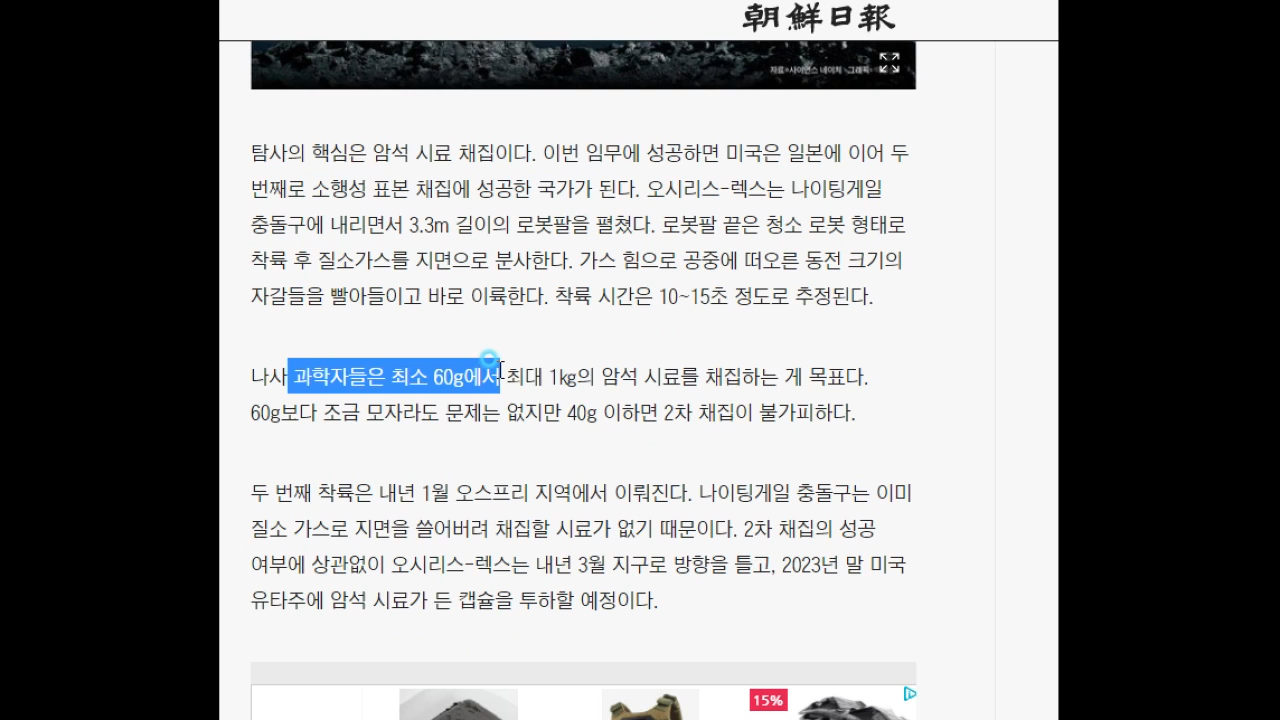 朝鮮日報
자료=사이언스 네이처 그래픽=
탐사의 핵심은 암석 시료 채집이다. 이번 임무에 성공하면 미국은 일본에 이어 두
번째로 소행성 표본 채집에 성공한 국가가 된다. 오시리스-렉스는 나이팅게일
충돌구에 내리면서 3.3m 길이의 로봇팔을 펼쳤다. 로봇팔 끝은 청소 로봇 형태로
착륙 후 질소가스를 지면으로 분사한다. 가스 힘으로 공중에 떠오른 동전 크기의
자갈들을 빨아들이고 바로 이륙한다. 착륙 시간은 10~15초 정도로 추정된다.
나사 과학자들은 최소 60g에서 최대 1kg의 암석 시료를 채집하는 게 목표다.
60g보다 조금 모자라도 문제는 없지만 40g 이하면 2차 채집이 불가피하다.
두 번째 착륙은 내년 1월 오스프리 지역에서 이뤄진다. 나이팅게일 충돌구는 이미
질소 가스로 지면을 쓸어버려 채집할 시료가 없기 때문이다. 2차 채집의 성공
여부에 상관없이 오시리스-렉스는 내년 3월 지구로 방향을 틀고, 2023년 말 미국
유타주에 암석 시료가 든 캡슐을 투하할 예정이다.
15%